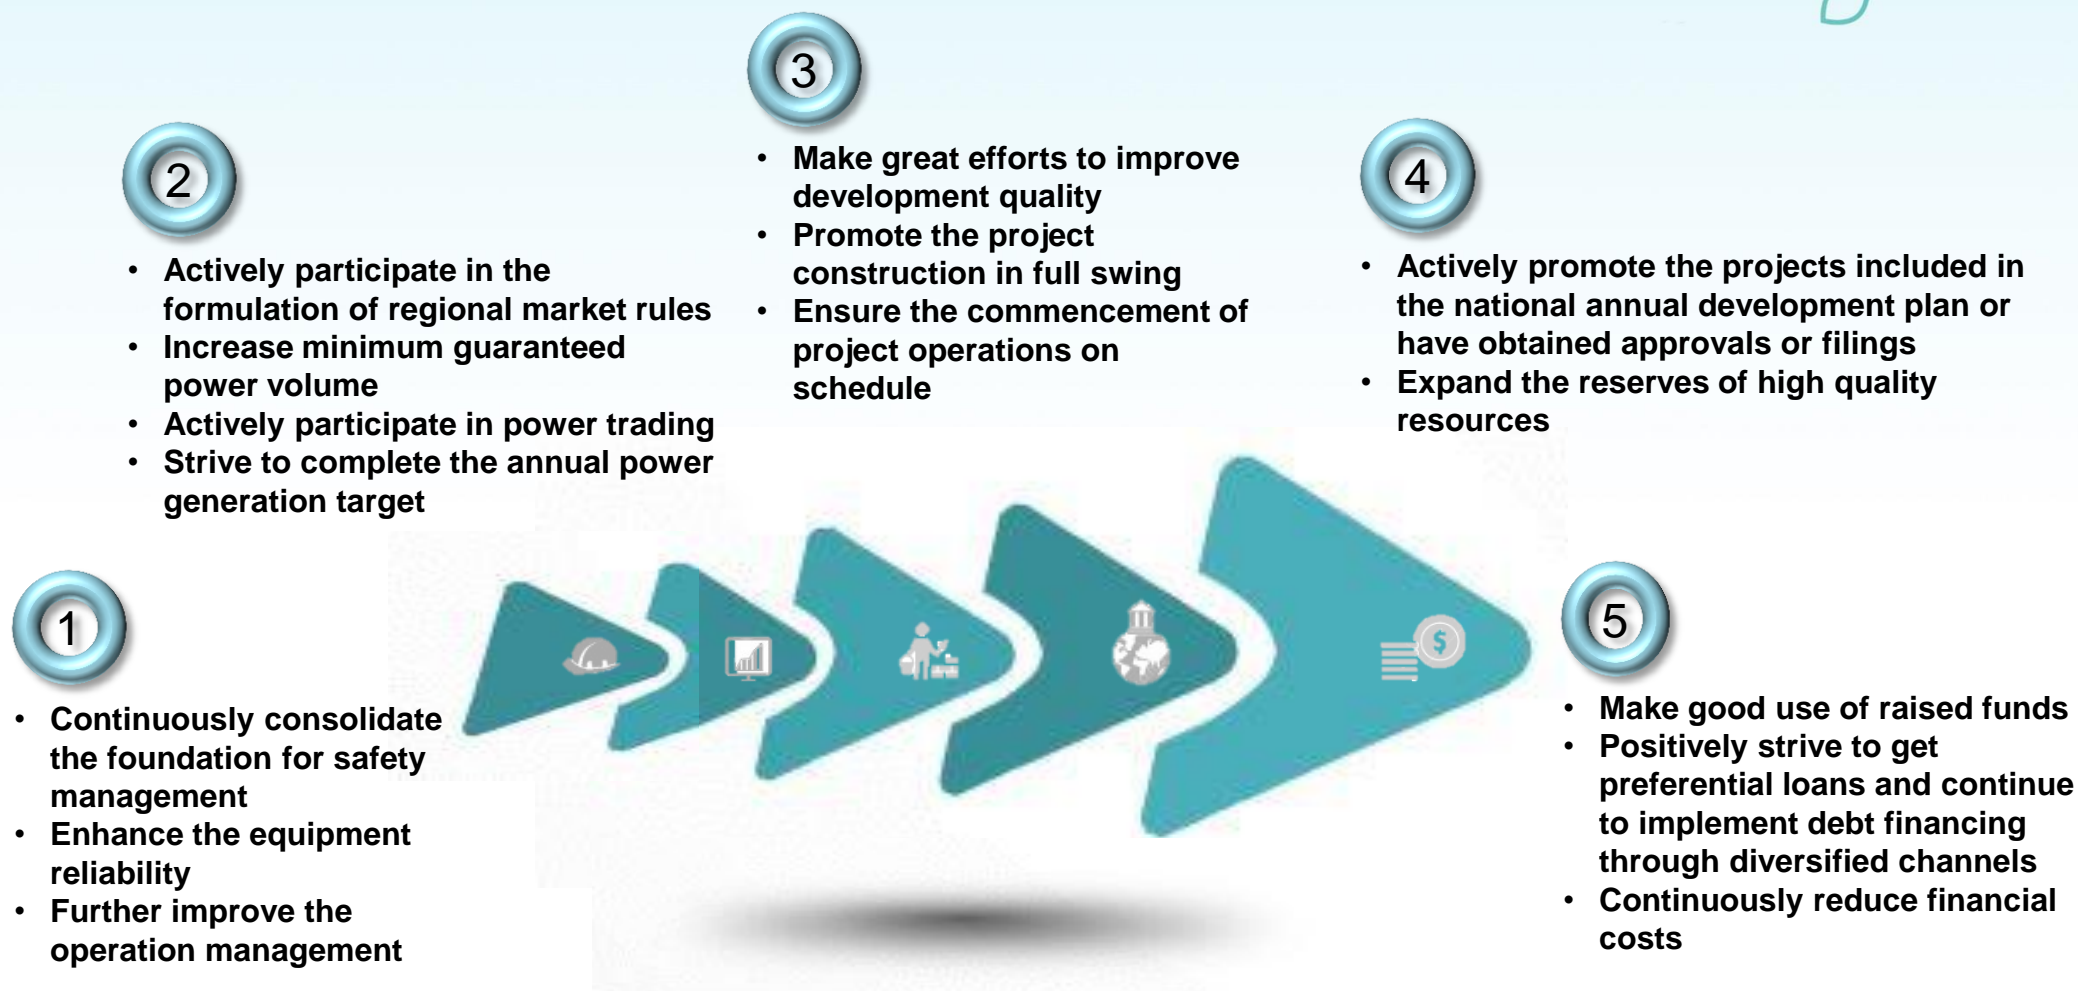 1
• Continuously consolidate
the foundation for safety
management
• Enhance the equipment
reliability
• Further improve the
operation management
2
• Actively participate in the
formulation of regional market rules
• Increase minimum guaranteed
power volume
• Actively participate in power trading
• Strive to complete the annual power
generation target
3
• Make great efforts to improve
development quality
• Promote the project
construction in full swing
• Ensure the commencement of
project operations on
schedule
4
• Actively promote the projects included in
the national annual development plan or
have obtained approvals or filings
• Expand the reserves of high quality
resources
$
5
• Make good use of raised funds
• Positively strive to get
preferential loans and continue
to implement debt financing
through diversified channels
• Continuously reduce financial
costs